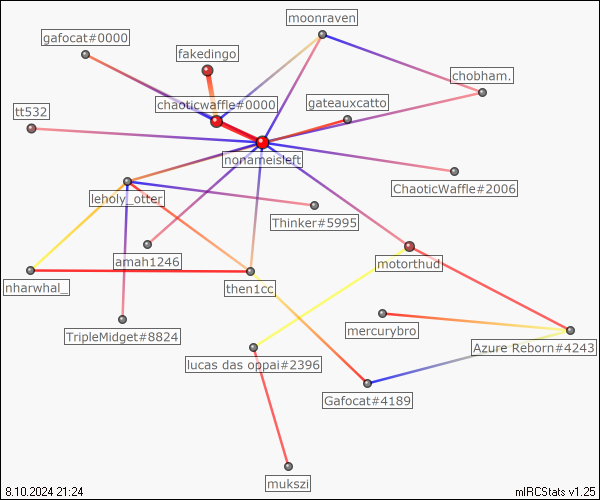 moonraven
gafocat#0000
fakedingo
chobham.
chaoticwaffle#0000
gateauxcatto
tt532
nonameisleft
ChaoticWaffle#2006
leholy_otter
Thinker#5995
amah1246
motorthud
nharwhal_
then1cc
TripleMidget#8824
mercurybro
Azure Reborn#4243
lucas das oppai#2396
Gafocat#4189
mukszi
8.10.2024 21:24
mIRCStats v1.25